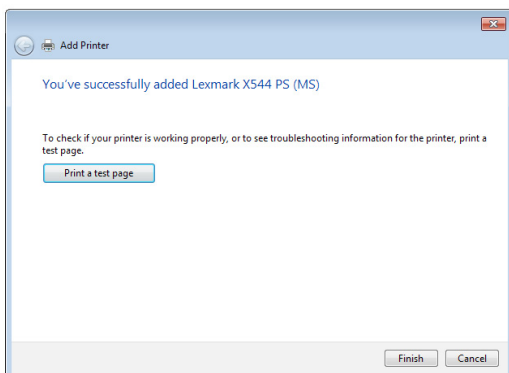 Add Printer
You've successfully added Lexmark X544 PS (MS)
To check if your printer is working properly, or to see troubleshooting information for the printer, print a
test page.
Print a test page
Finish
Cancel